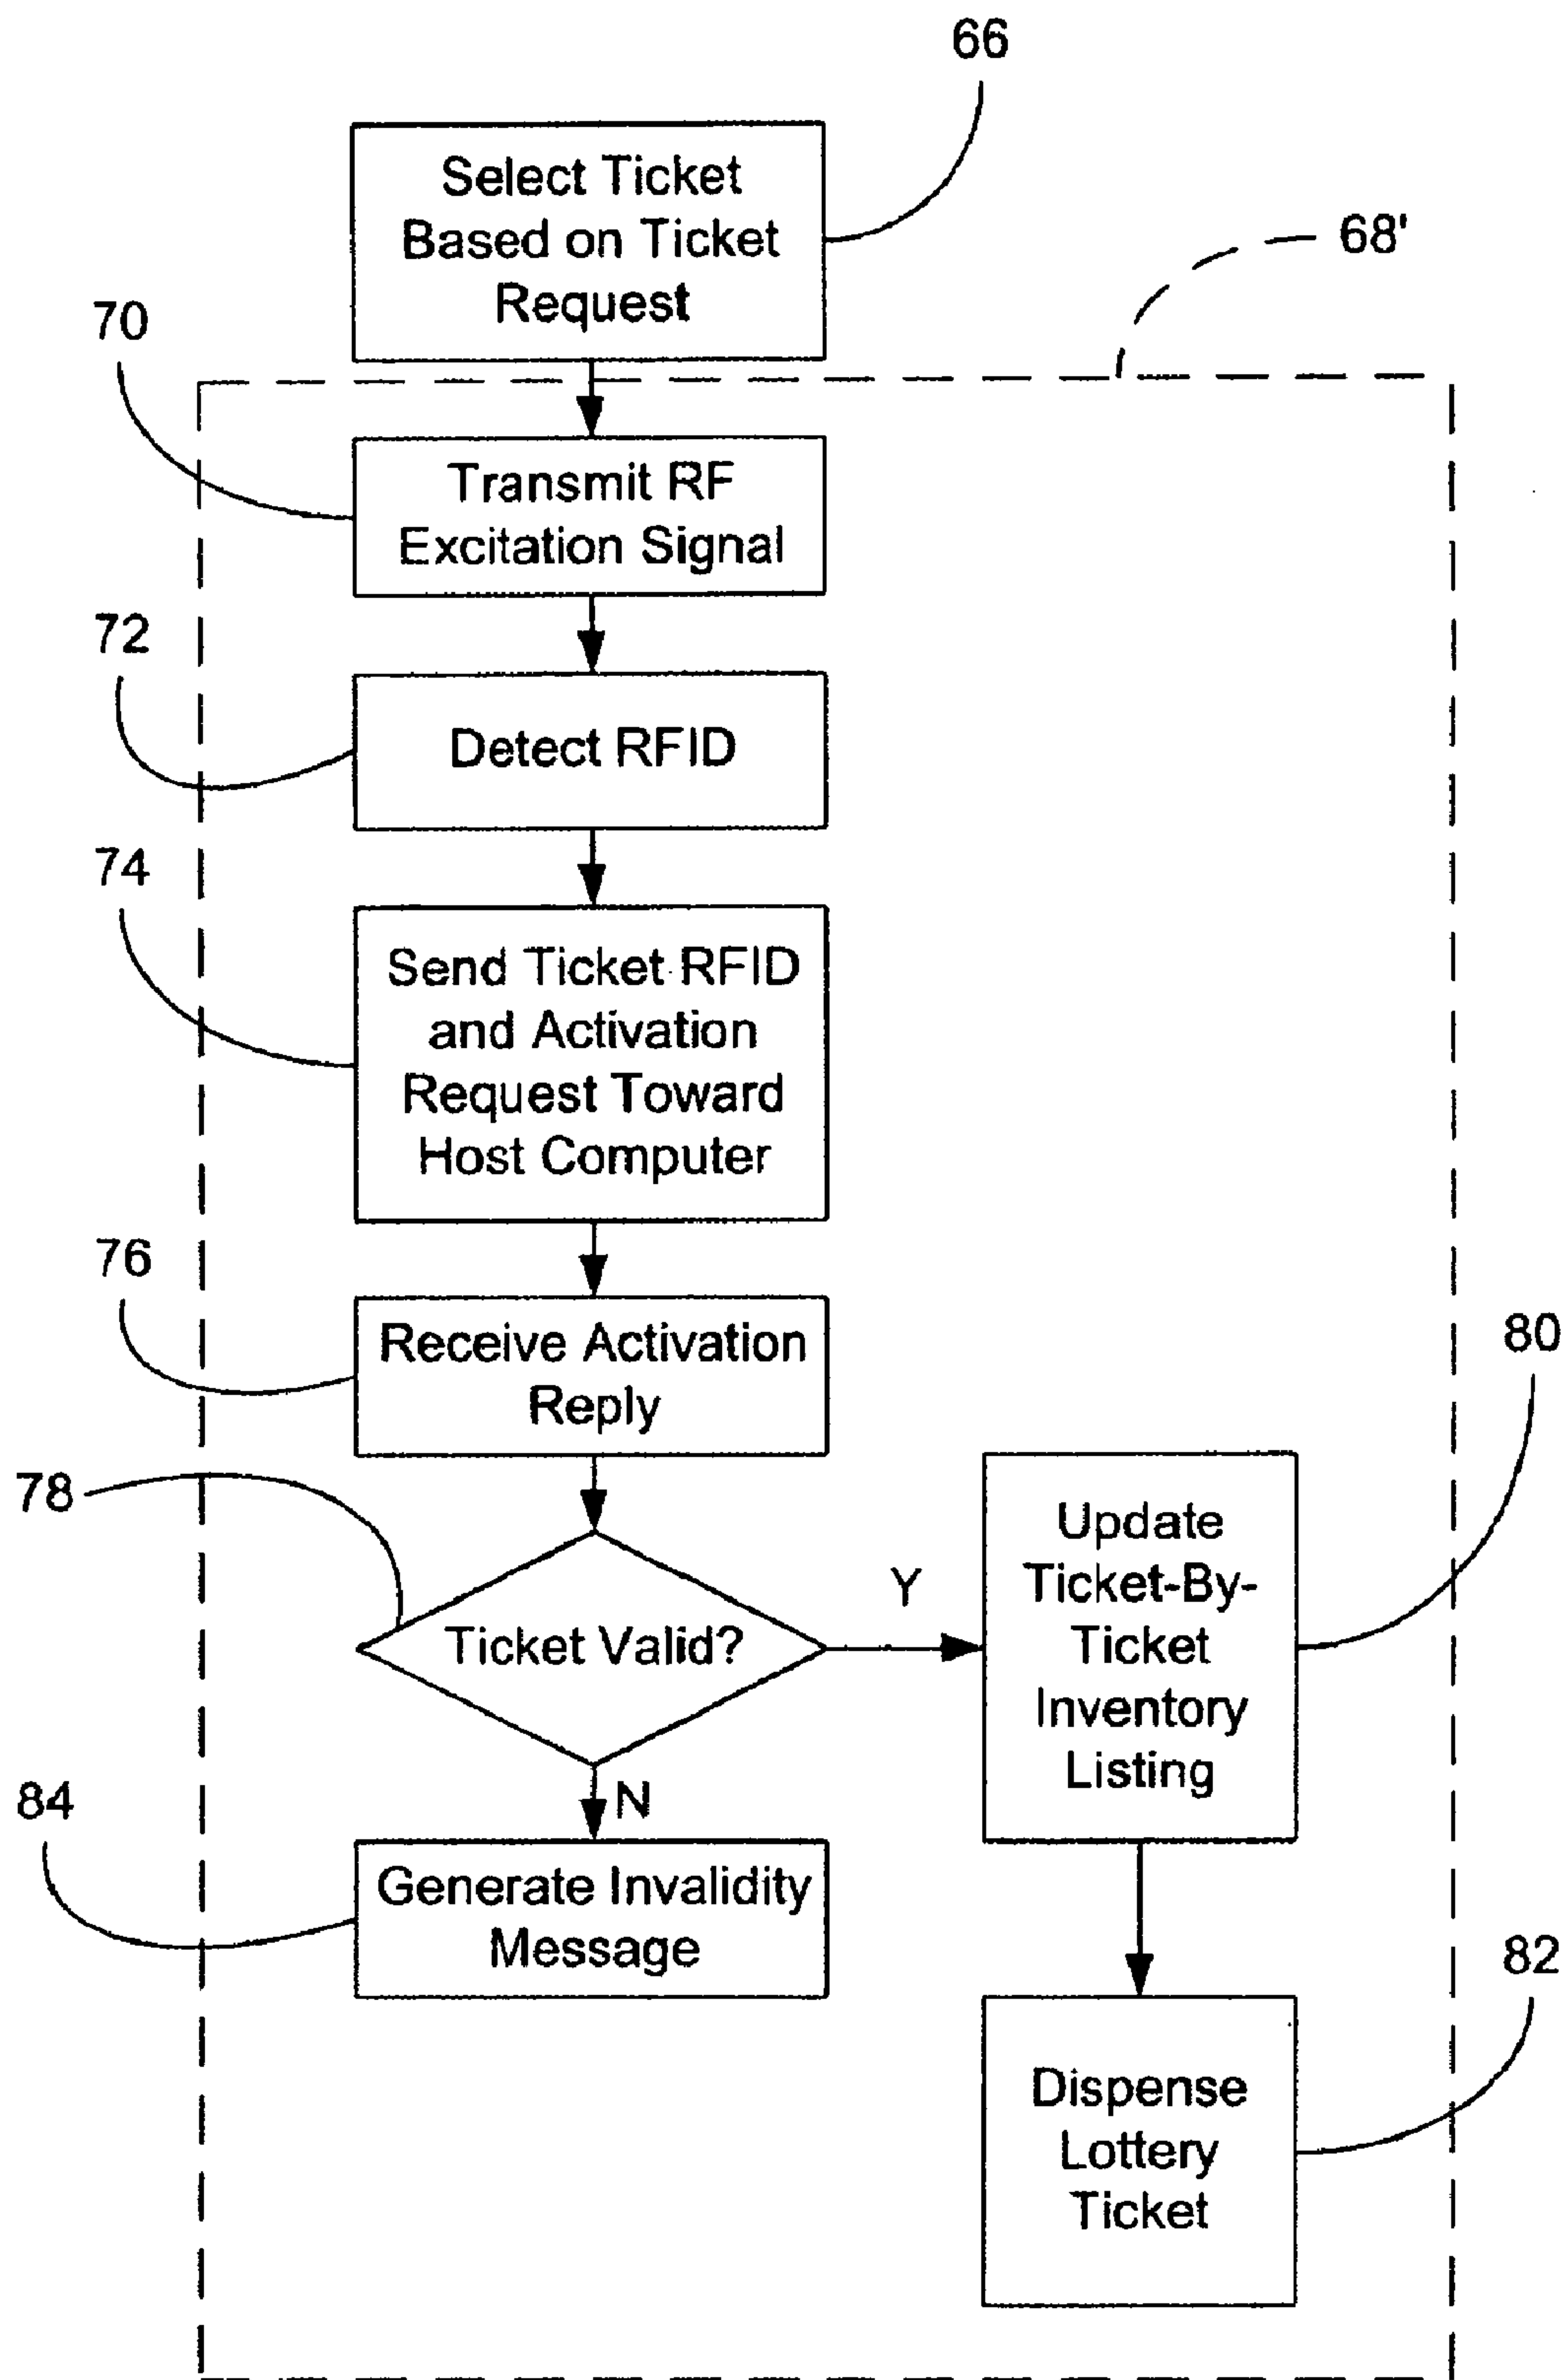 66
Select Ticket
Based on Ticket
Request
68'
70
Transmit RF
Excitation Signal
72
Detect RFID
74
Send Ticket RFID
and Activation
Request Toward
Host Computer
76
Receive Activation
Reply
78
Ticket Valid?
Y
N
80
Update
Ticket-By-
Ticket
Inventory
Listing
84
Generate Invalidity
Message
82
Dispense
Lottery
Ticket